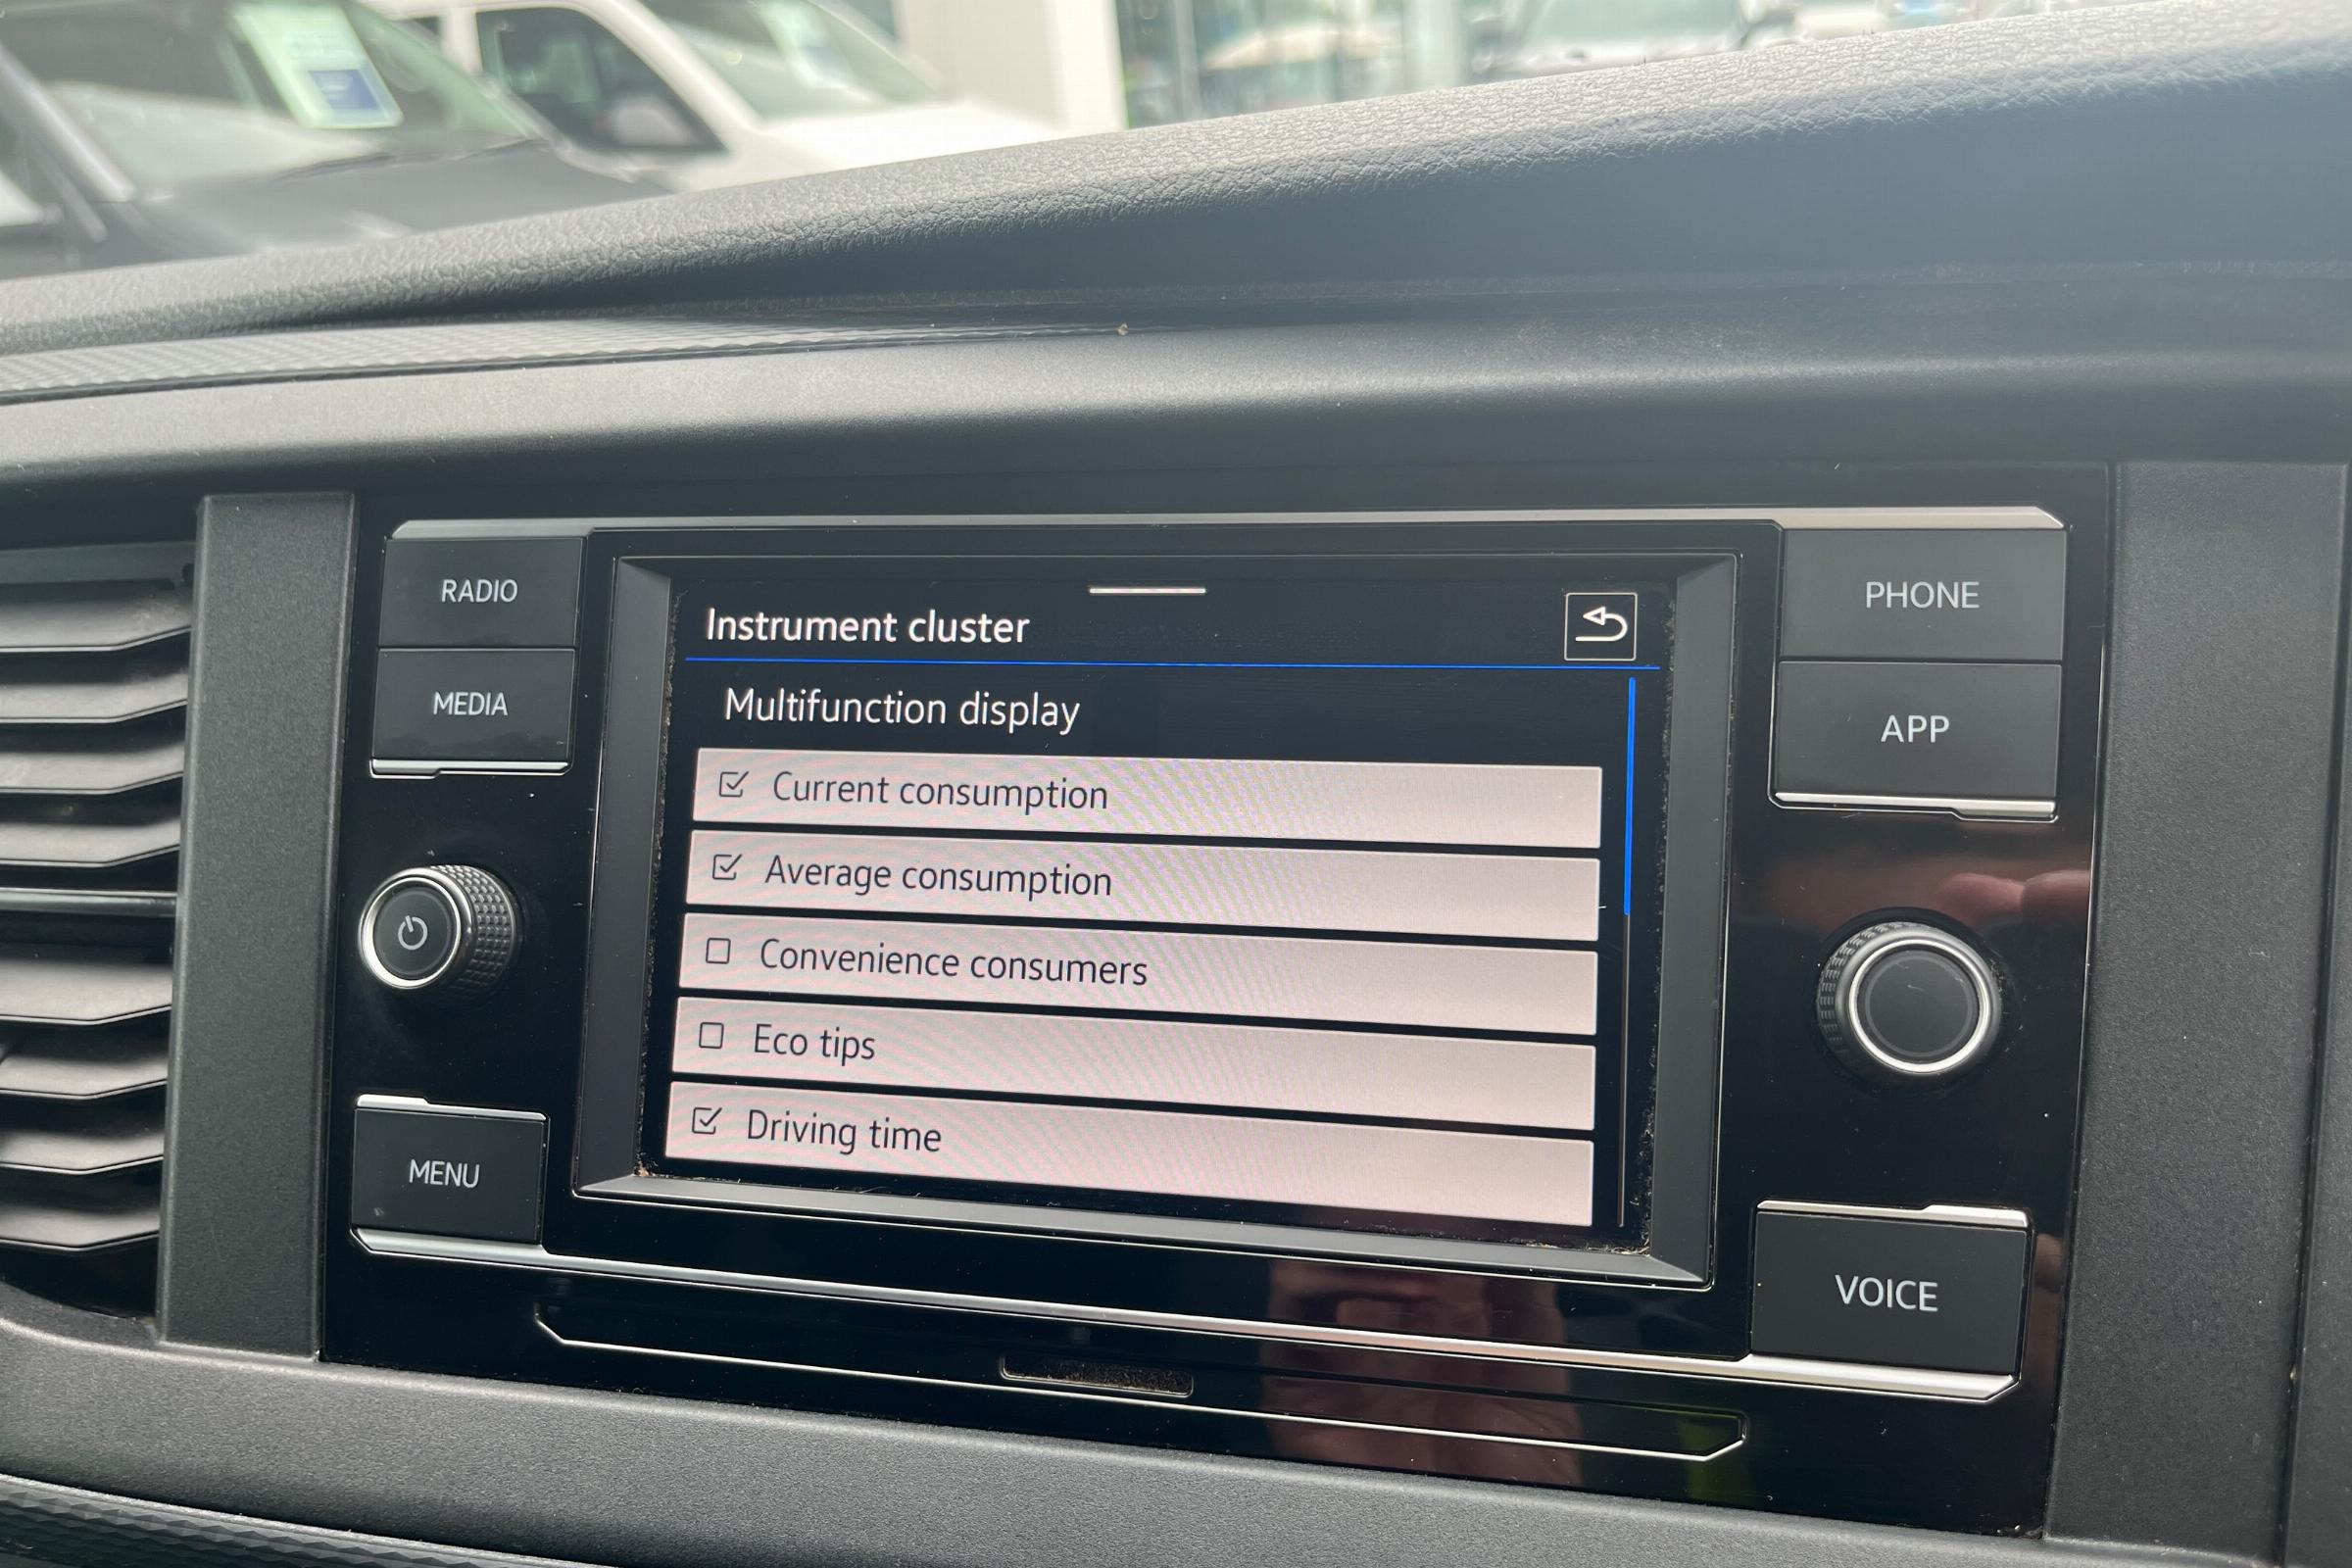 RADIO
MEDIA
MENU
Instrument cluster
Multifunction display
Current consumption
Average consumption
Convenience consumers
Eco tips
Driving time
PHONE
APP
VOICE